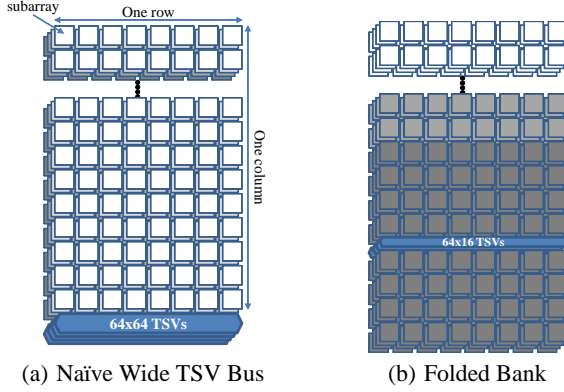 subarray
One row
One column
64x64 TSVs
64x16 TSVs
(a) Naïve Wide TSV Bus
(b) Folded Bank